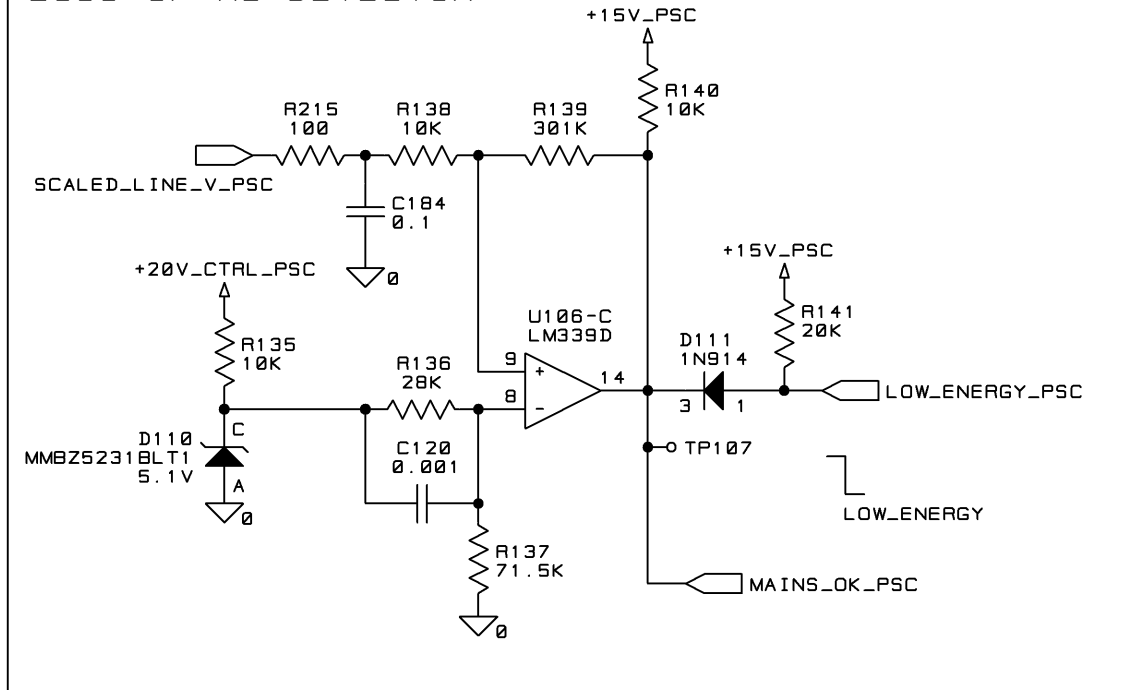 +15V_PSC
R140
10K
R215
100
R138
10K
R139
301K
SCALED_LINE_V_PSC
C184
0.1
0
+20V_CTRL_PSC
+15V_PSC
R141
20K
U106-C
LM339D
D111
1N914
R135
10K
R136
28K
9
+
8
-
14
3
1
LOW_ENERGY_PSC
C
D110
MMBZ5231BLT1
5.1V
A
0
C120
0.001
TP107
LOW_ENERGY
R137
71.5K
0
MAINS_OK_PSC